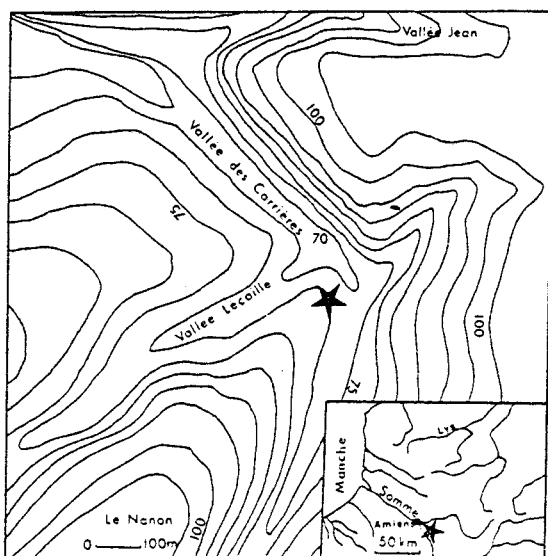 Vallée Jean
100
Vallée des Carrières
75
70
Vallée Lecaille
100
75
Le Nanon
100
0 100m
Lys
Manche
Somme
Amiens
50 km